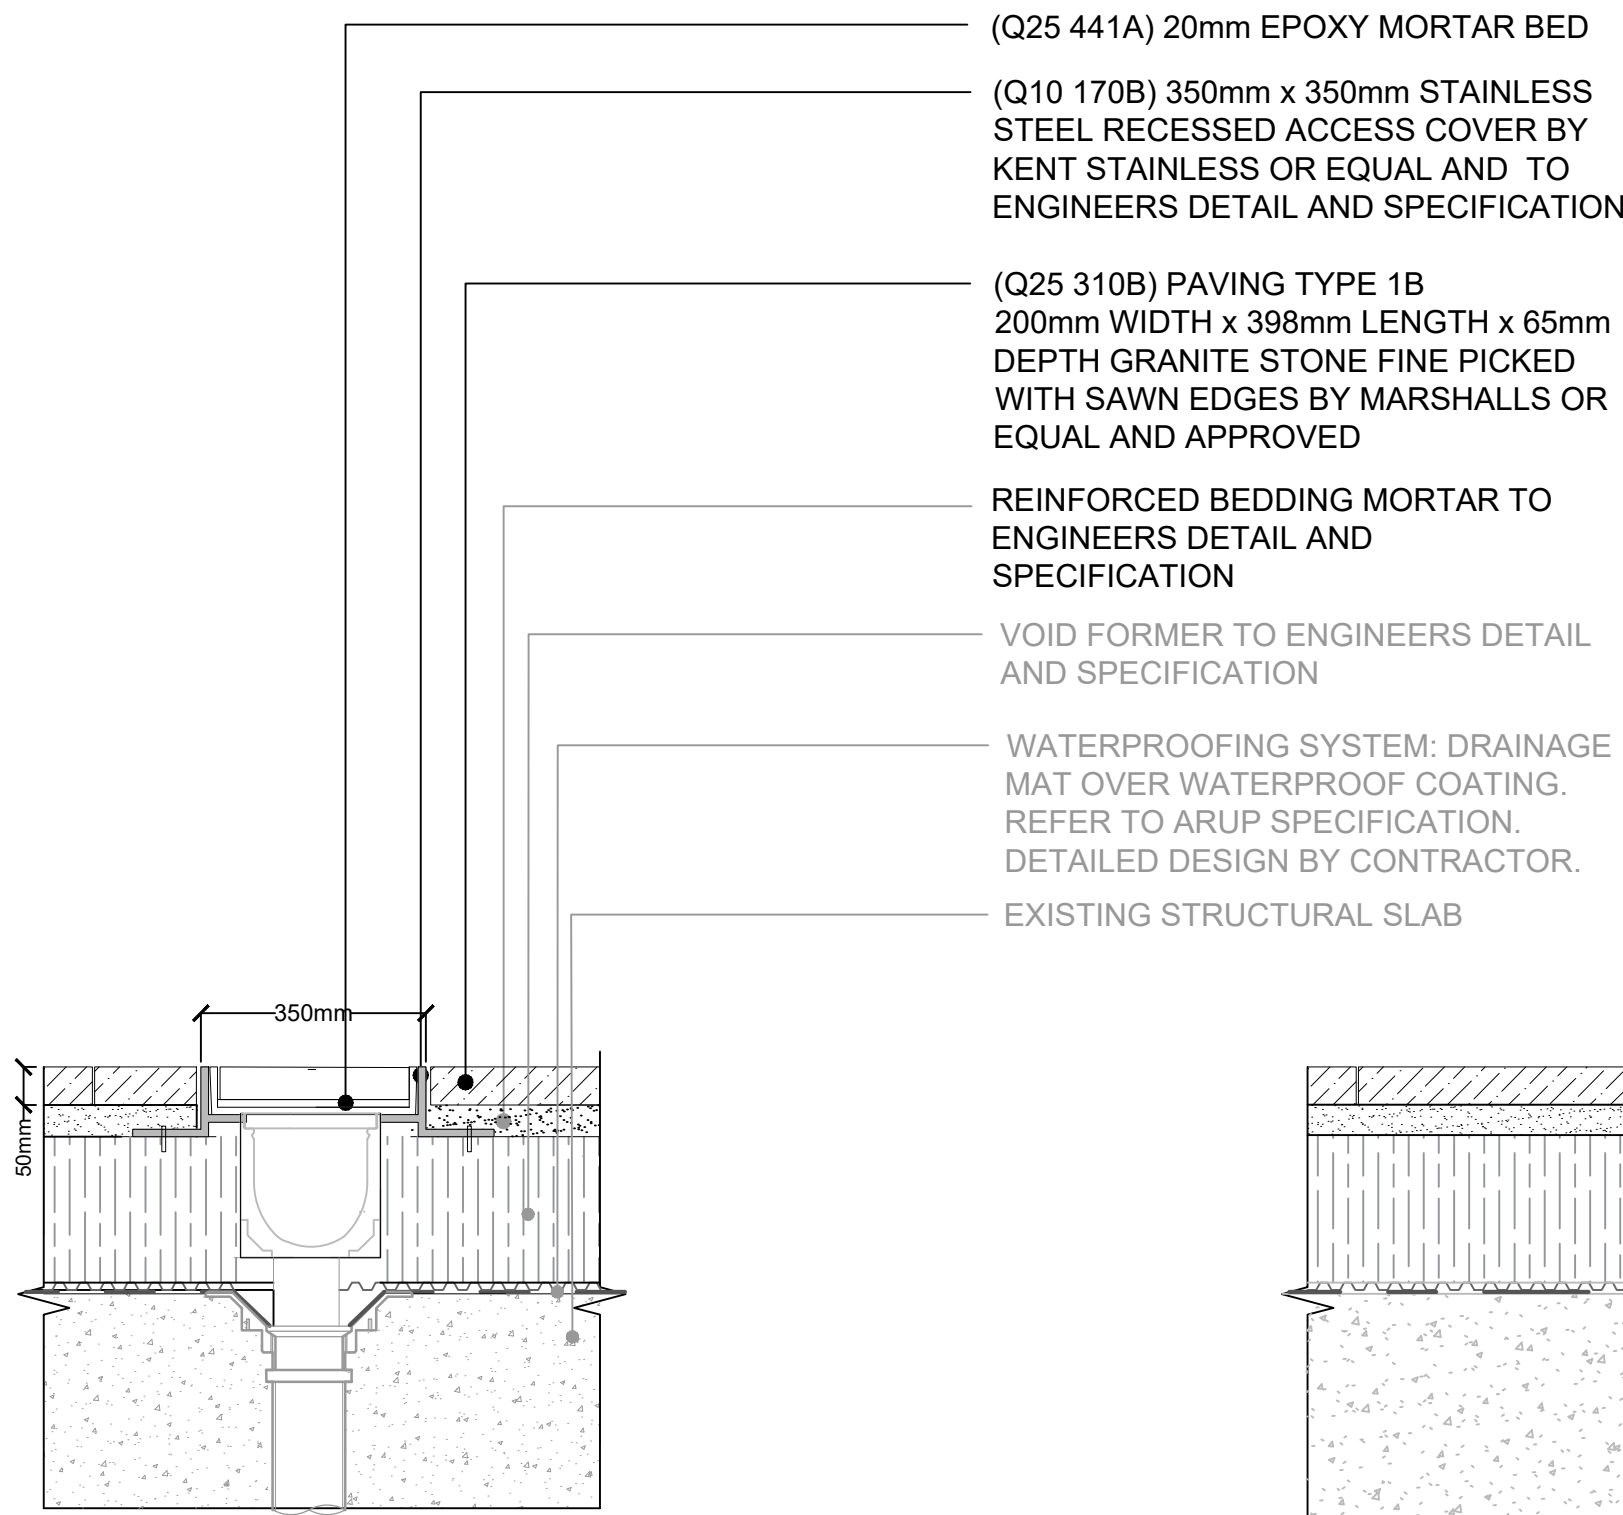 (Q25 441A) 20mm EPOXY MORTAR BED
(Q10 170B) 350mm x 350mm STAINLESS
STEEL RECESSED ACCESS COVER BY
KENT STAINLESS OR EQUAL AND TO
ENGINEERS DETAIL AND SPECIFICATION
(Q25 310B) PAVING TYPE 1B
200mm WIDTH x 398mm LENGTH x 65mm
DEPTH GRANITE STONE FINE PICKED
WITH SAWN EDGES BY MARSHALLS OR
EQUAL AND APPROVED
REINFORCED BEDDING MORTAR TO
ENGINEERS DETAIL AND
SPECIFICATION
VOID FORMER TO ENGINEERS DETAIL
AND SPECIFICATION
WATERPROOFING SYSTEM: DRAINAGE
MAT OVER WATERPROOF COATING.
REFER TO ARUP SPECIFICATION.
DETAILED DESIGN BY CONTRACTOR.
EXISTING STRUCTURAL SLAB
350mm
50mm